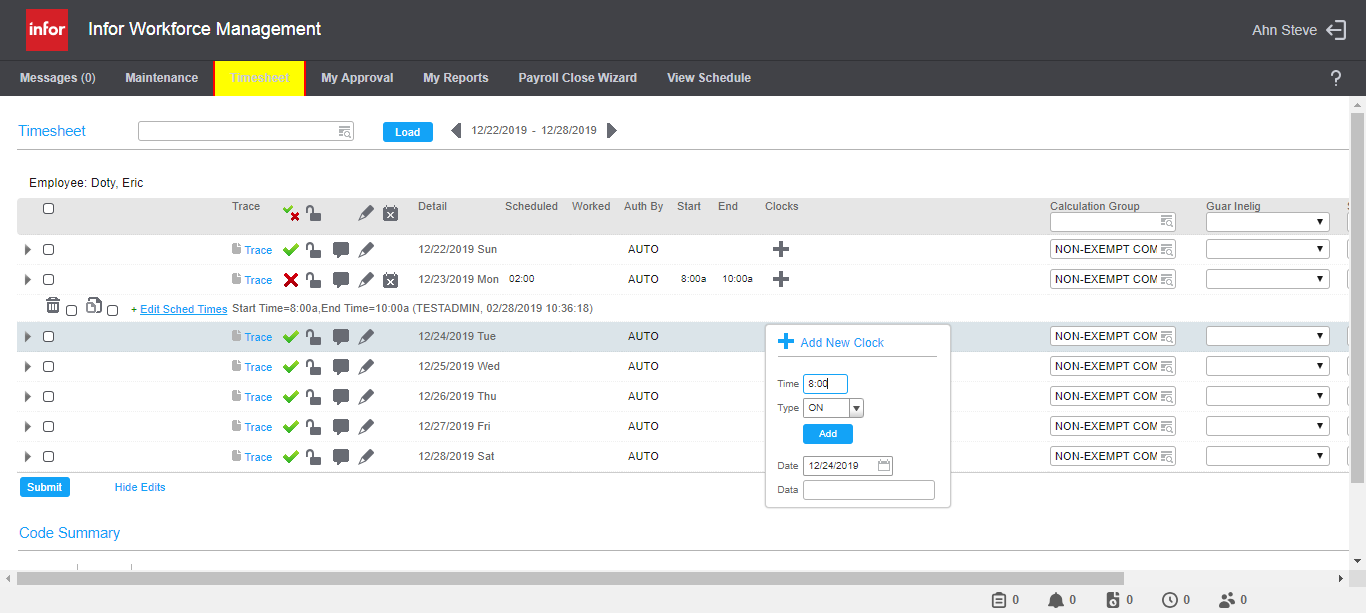 infor Infor Workforce Management Ahn Steve
Messages (0) Maintenance Timesheet My Approval My Reports Payroll Close Wizard View Schedule ?
Timesheet Load 12/22/2019 - 12/28/2019
Employee: Doty, Eric
Trace Detail Scheduled Worked Auth By Start End Clocks Calculation Group Guar Inelig
Trace 12/22/2019 Sun AUTO NON-EXEMPT COM
Trace 12/23/2019 Mon 02:00 AUTO 8:00a 10:00a NON-EXEMPT COM
+ Edit Sched Times Start Time=8:00a,End Time=10:00a (TESTADMIN, 02/28/2019 10:36:18)
Trace 12/24/2019 Tue AUTO NON-EXEMPT COM
Trace 12/25/2019 Wed AUTO NON-EXEMPT COM
Trace 12/26/2019 Thu AUTO NON-EXEMPT COM
Trace 12/27/2019 Fri AUTO NON-EXEMPT COM
Trace 12/28/2019 Sat AUTO NON-EXEMPT COM
Add New Clock
Time 8:00
Type ON
Add
Date 12/24/2019
Data
Submit Hide Edits
Code Summary
0 0 0 0 0